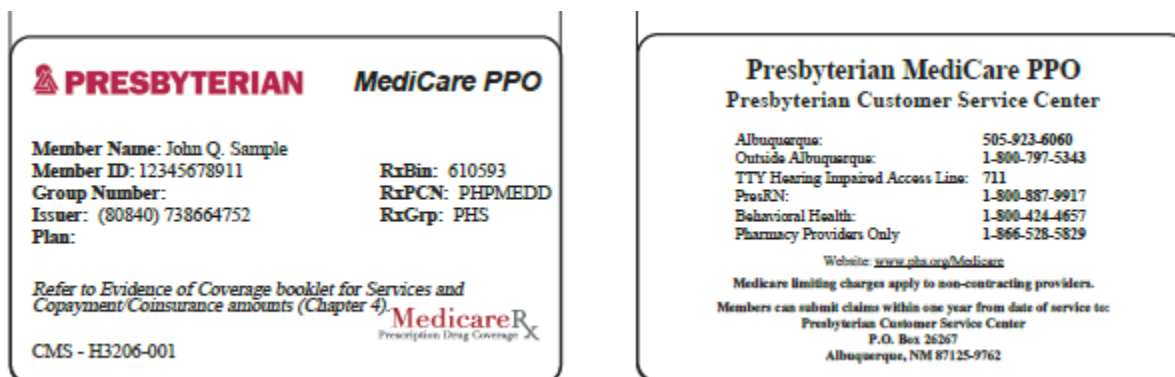 PRESBYTERIAN
MediCare PPO
Member Name: John Q. Sample
Member ID: 12345678911
Group Number:
Issuer: (80840) 738664752
Plan:
RxBin: 610593
RxPCN: PHPMEDD
RxGrp: PHS
Refer to Evidence of Coverage booklet for Services and
Copayment/Coinsurance amounts (Chapter 4).
MedicareRx
Prescription Drug Coverage
CMS - H3206-001
Presbyterian MediCare PPO
Presbyterian Customer Service Center
Albuquerque: 505-923-6060
Outside Albuquerque: 1-800-797-5343
TTY Hearing Impaired Access Line: 711
PresRN: 1-800-887-9917
Behavioral Health: 1-800-424-4657
Pharmacy Providers Only 1-866-528-5829
Website: www.phs.org/Medicare
Medicare limiting charges apply to non-contracting providers.
Members can submit claims within one year from date of service to:
Presbyterian Customer Service Center
P.O. Box 26267
Albuquerque, NM 87125-9762